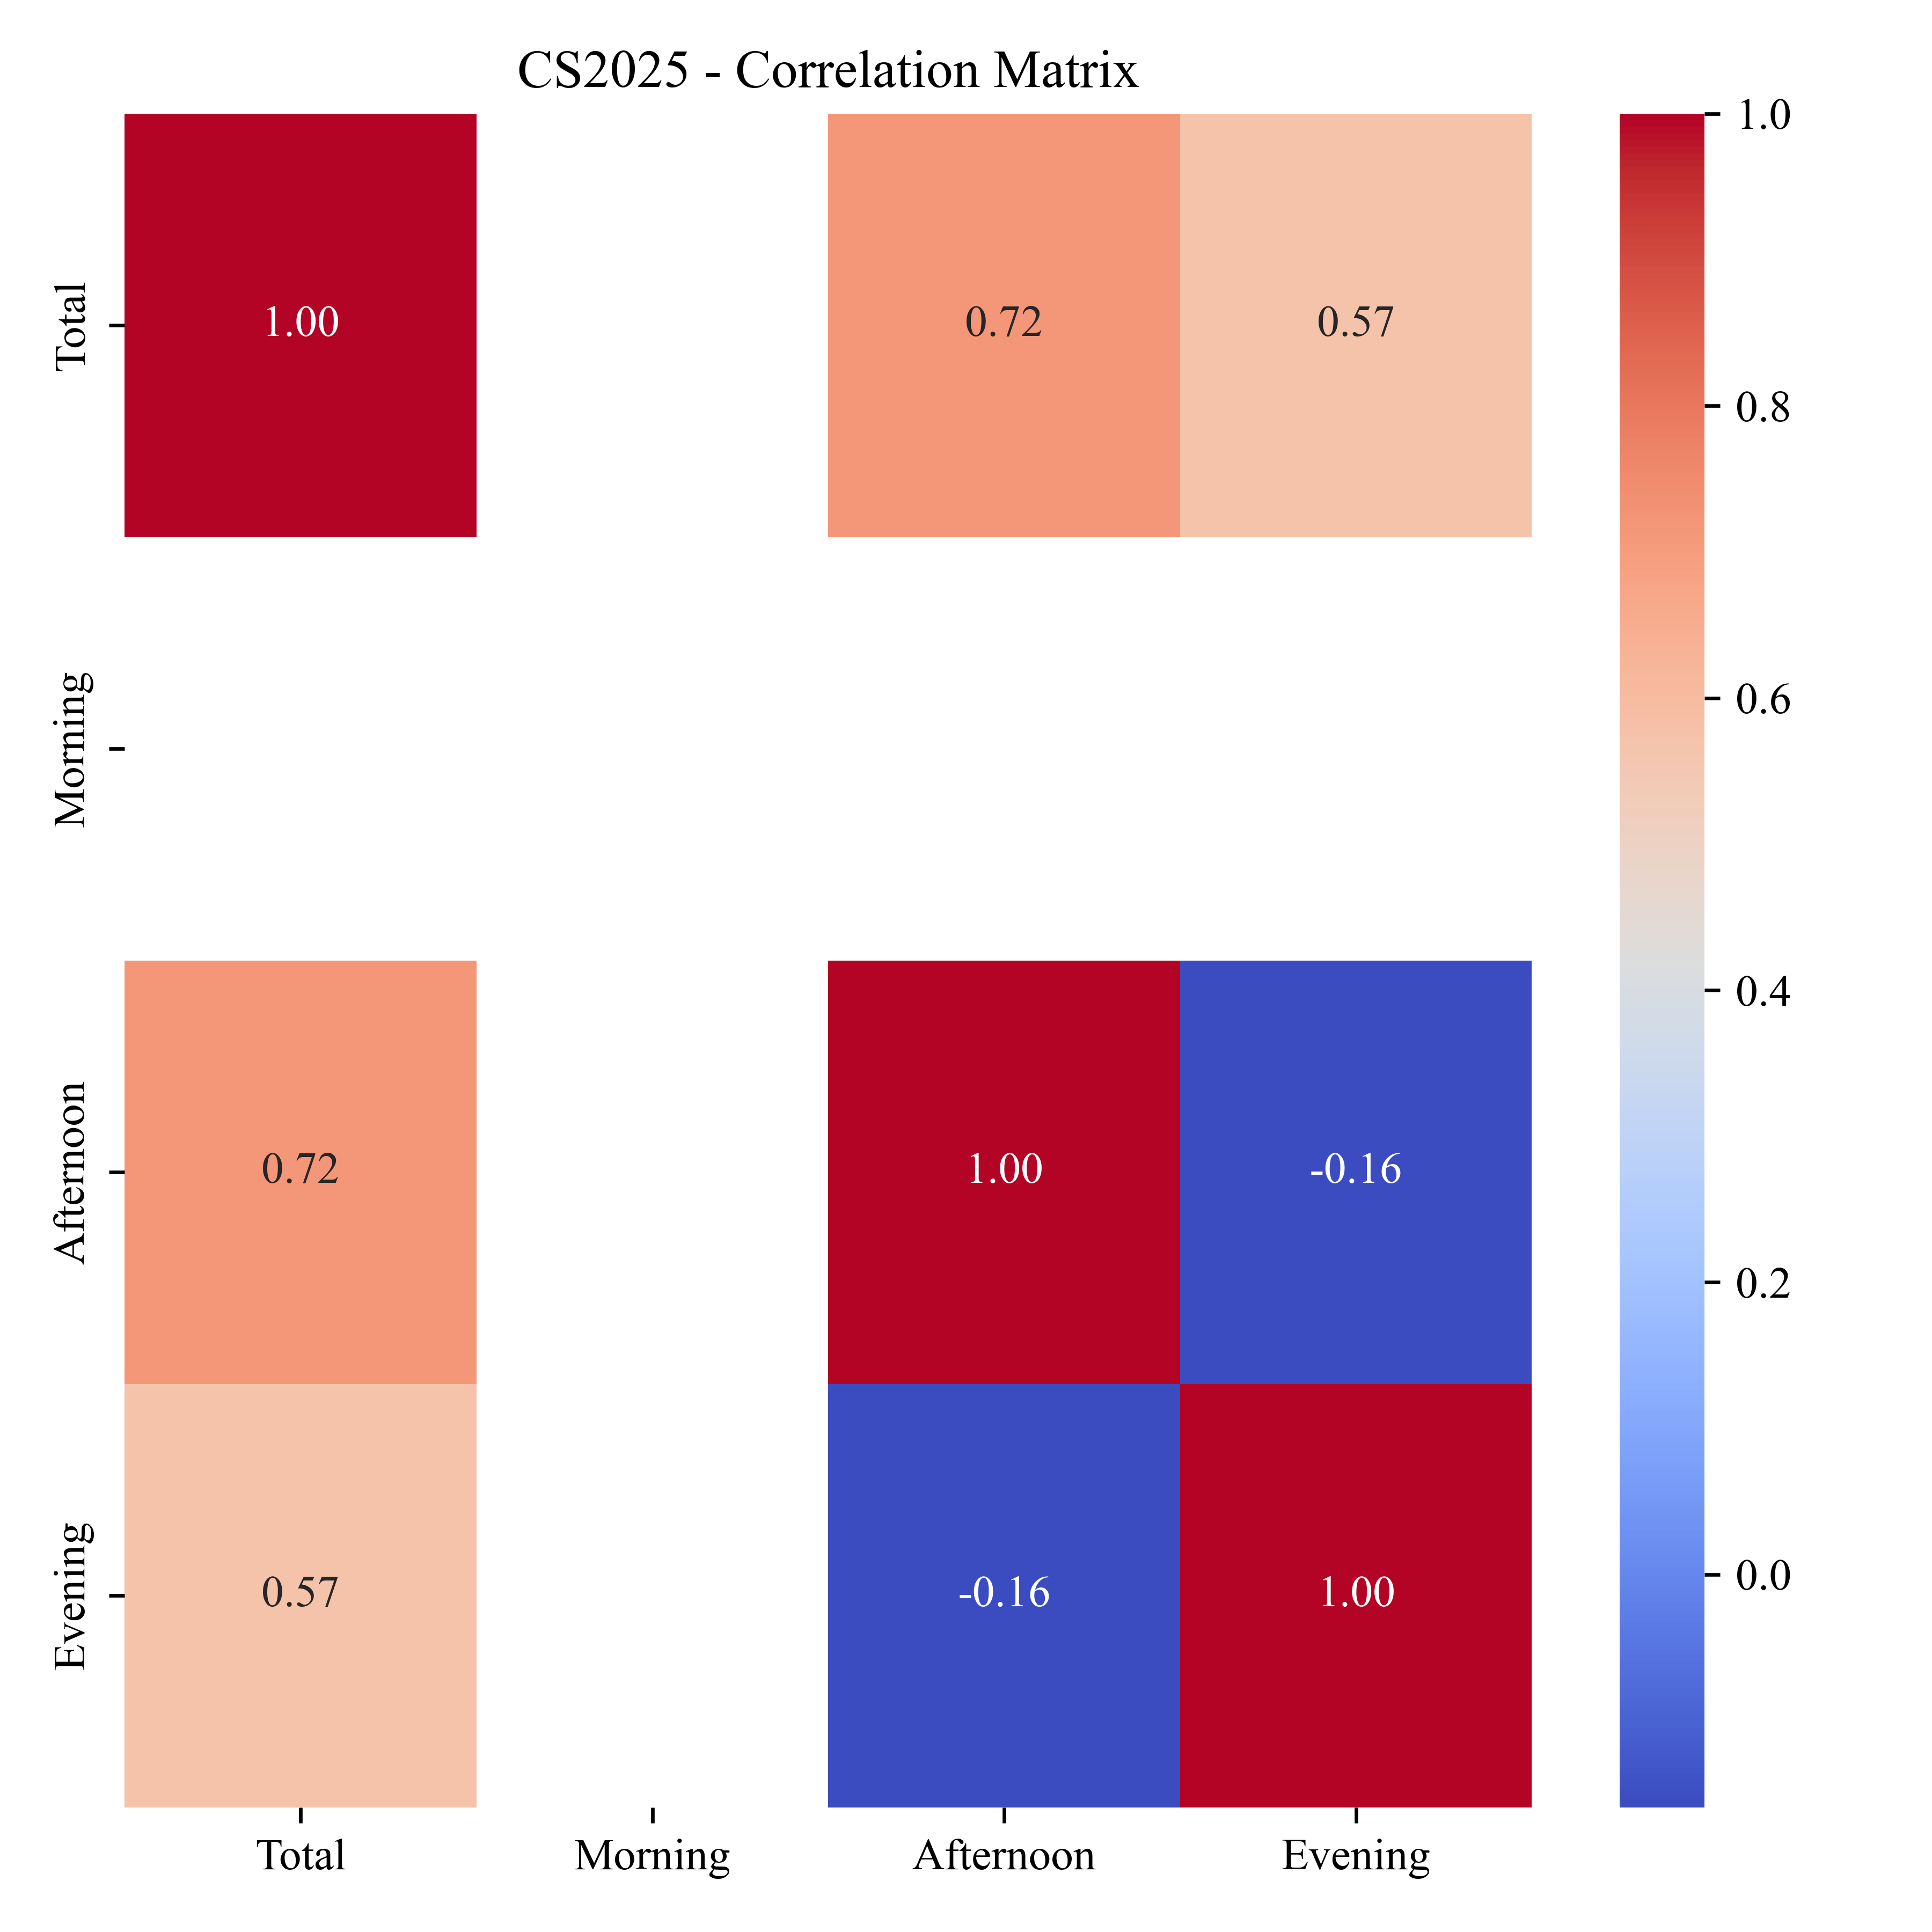 CS2025 - Correlation Matrix
1.0
Total
1.00
0.72
0.57
0.8
0.6
Morning
0.4
Afternoon
0.72
1.00
-0.16
0.2
Evening
0.57
-0.16
1.00
0.0
Total
Morning
Afternoon
Evening